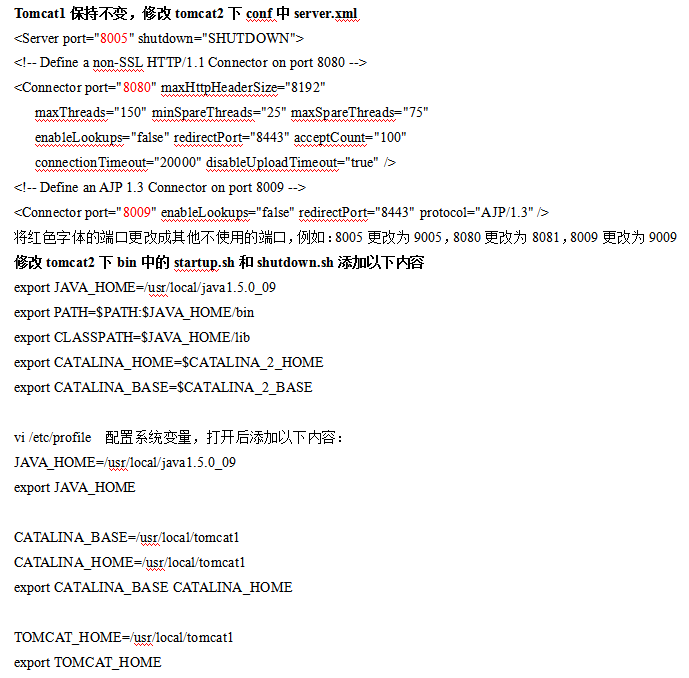 Tomcat1 保持不变，修改 tomcat2 下 conf 中 server.xml
<Server port="8005" shutdown="SHUTDOWN">
<!-- Define a non-SSL HTTP/1.1 Connector on port 8080 -->
<Connector port="8080" maxHttpHeaderSize="8192"
maxThreads="150" minSpareThreads="25" maxSpareThreads="75"
enableLookups="false" redirectPort="8443" acceptCount="100"
connectionTimeout="20000" disableUploadTimeout="true" />
<!-- Define an AJP 1.3 Connector on port 8009 -->
<Connector port="8009" enableLookups="false" redirectPort="8443" protocol="AJP/1.3" />
将红色字体的端口更改成其他不使用的端口，例如：8005 更改为 9005，8080 更改为 8081，8009 更改为 9009
修改 tomcat2 下 bin 中的 startup.sh 和 shutdown.sh 添加以下内容
export JAVA_HOME=/usr/local/java1.5.0_09
export PATH=$PATH:$JAVA_HOME/bin
export CLASSPATH=$JAVA_HOME/lib
export CATALINA_HOME=$CATALINA_2_HOME
export CATALINA_BASE=$CATALINA_2_BASE
vi /etc/profile 配置系统变量，打开后添加以下内容：
JAVA_HOME=/usr/local/java1.5.0_09
export JAVA_HOME
CATALINA_BASE=/usr/local/tomcat1
CATALINA_HOME=/usr/local/tomcat1
export CATALINA_BASE CATALINA_HOME
TOMCAT_HOME=/usr/local/tomcat1
export TOMCAT_HOME